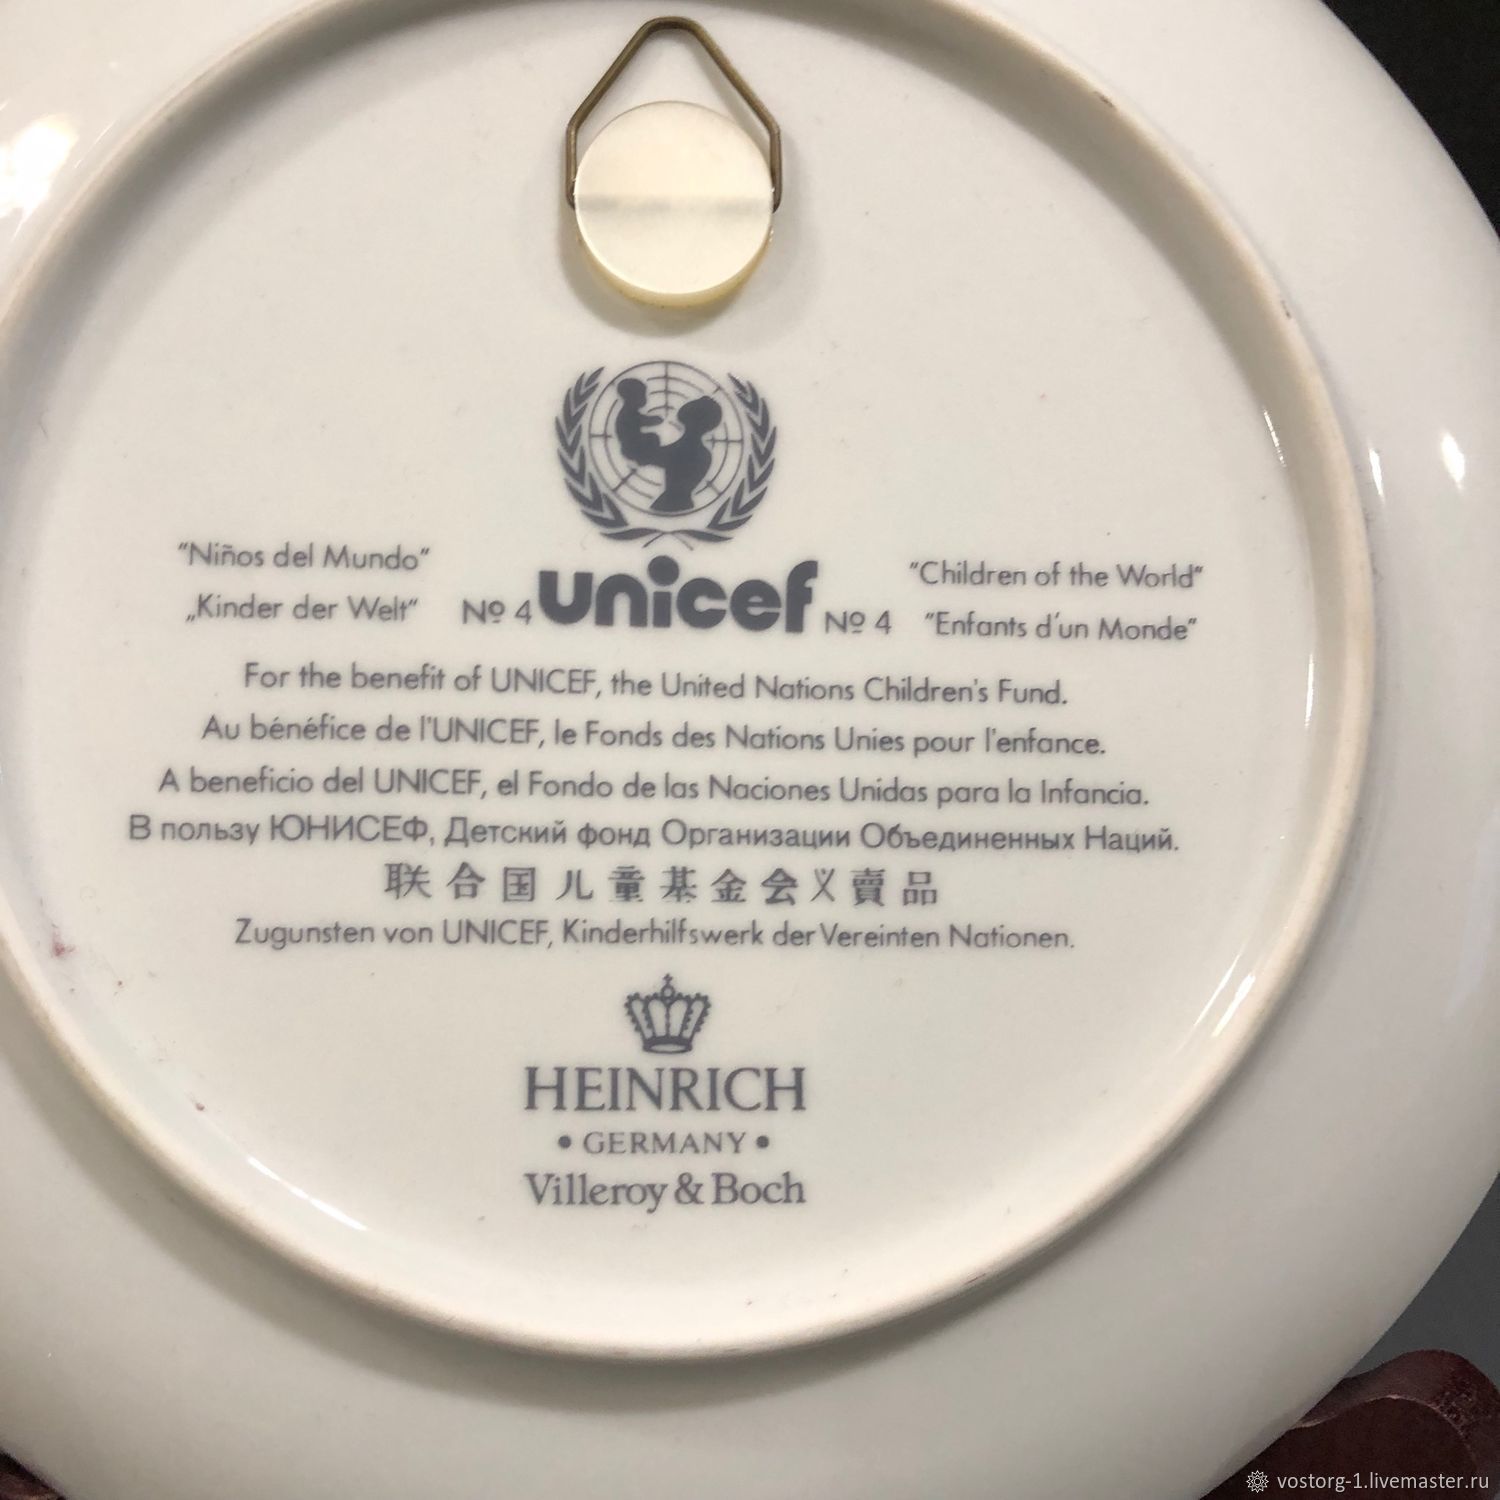 "Niños del Mundo"
„Kinder der Welt"
Nº 4
unicef
Nº 4
"Children of the World"
"Enfants d'un Monde"
For the benefit of UNICEF, the United Nations Children's Fund.
Au bénéfice de l'UNICEF, le Fonds des Nations Unies pour l'enfance.
A beneficio del UNICEF, el Fondo de las Naciones Unidas para la Infancia.
В пользу ЮНИСЕФ, Детский фонд Организации Объединенных Наций.
联合国儿童基金会义賣品
Zugunsten von UNICEF, Kinderhilfswerk der Vereinten Nationen.
HEINRICH
• GERMANY •
Villeroy & Boch
vostorg-1.livemaster.ru